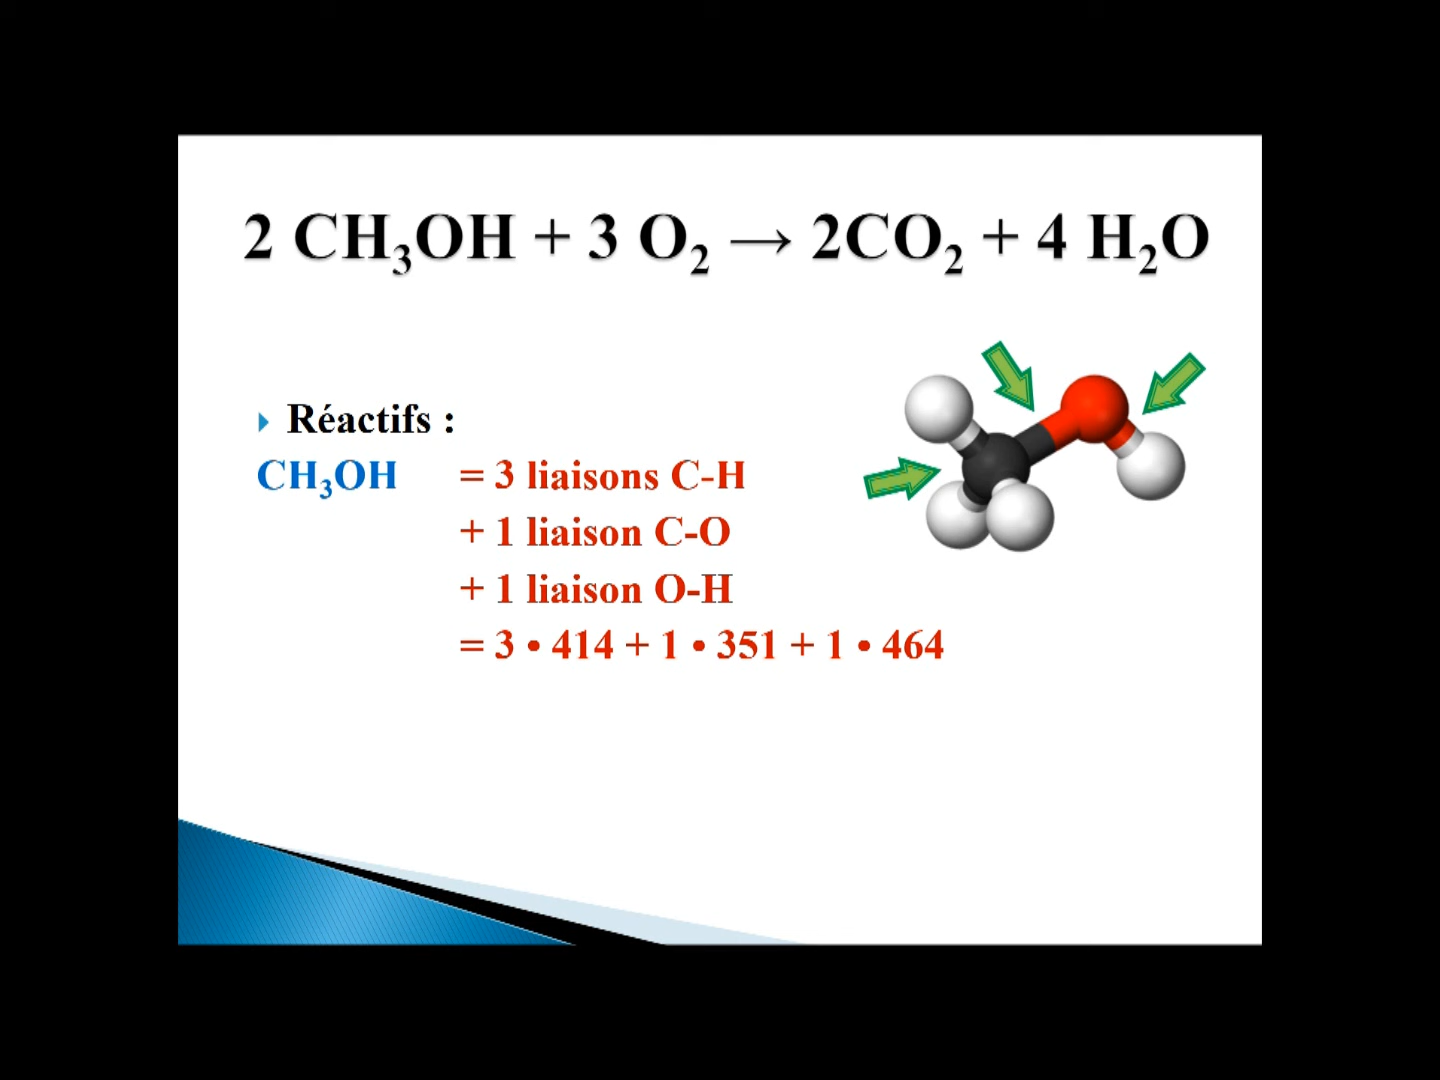 2 CH₃OH + 3 O₂ → 2CO₂ + 4 H₂O
Réactifs :
CH₃OH = 3 liaisons C-H
+ 1 liaison C-O
+ 1 liaison O-H
= 3 • 414 + 1 • 351 + 1 • 464